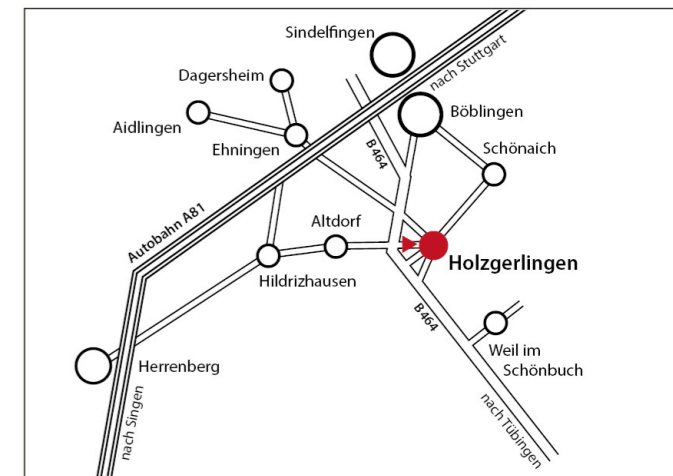 Sindelfingen
nach Stuttgart
Dagersheim
Böblingen
Aidlingen
Ehningen
B 464
Schönaich
Autobahn A81
Altdorf
Holzgerlingen
Hildrizhausen
B464
Weil im
Schönbuch
Herrenberg
nach Singen
nach Tübingen